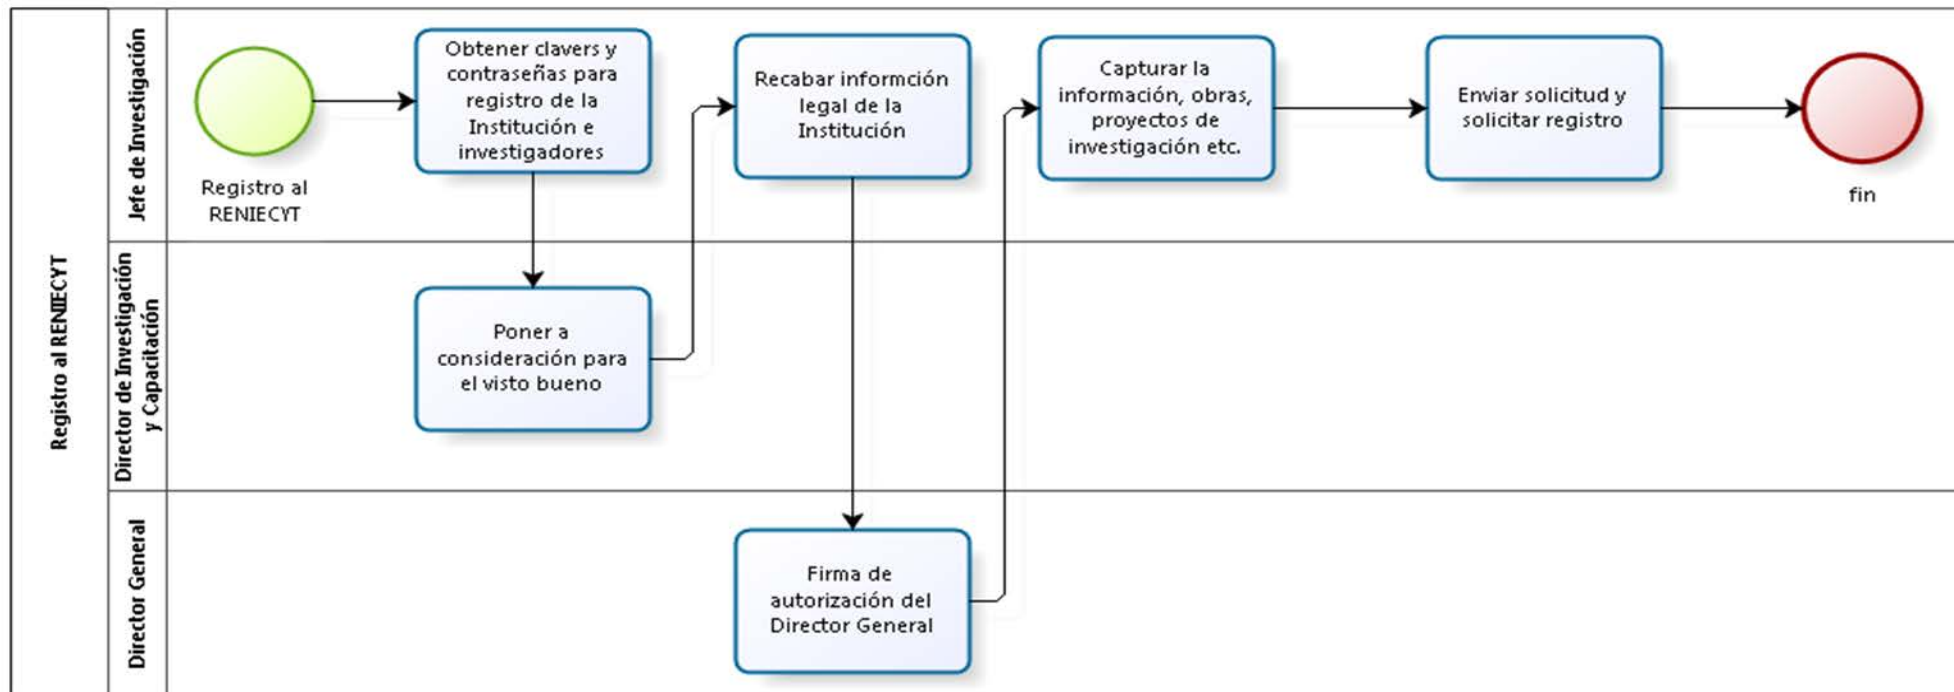 Registro al RENIECYT
Jefe de Investigación
Registro al
RENIECYT
Obtener clavers y
contraseñas para
registro de la
Institución e
investigadores
Recabar informción
legal de la
Institución
Capturar la
información, obras,
proyectos de
investigación etc.
Enviar solicitud y
solicitar registro
fin
Director de Investigación
y Capacitación
Poner a
consideración para
el visto bueno
Director General
Firma de
autorización del
Director General